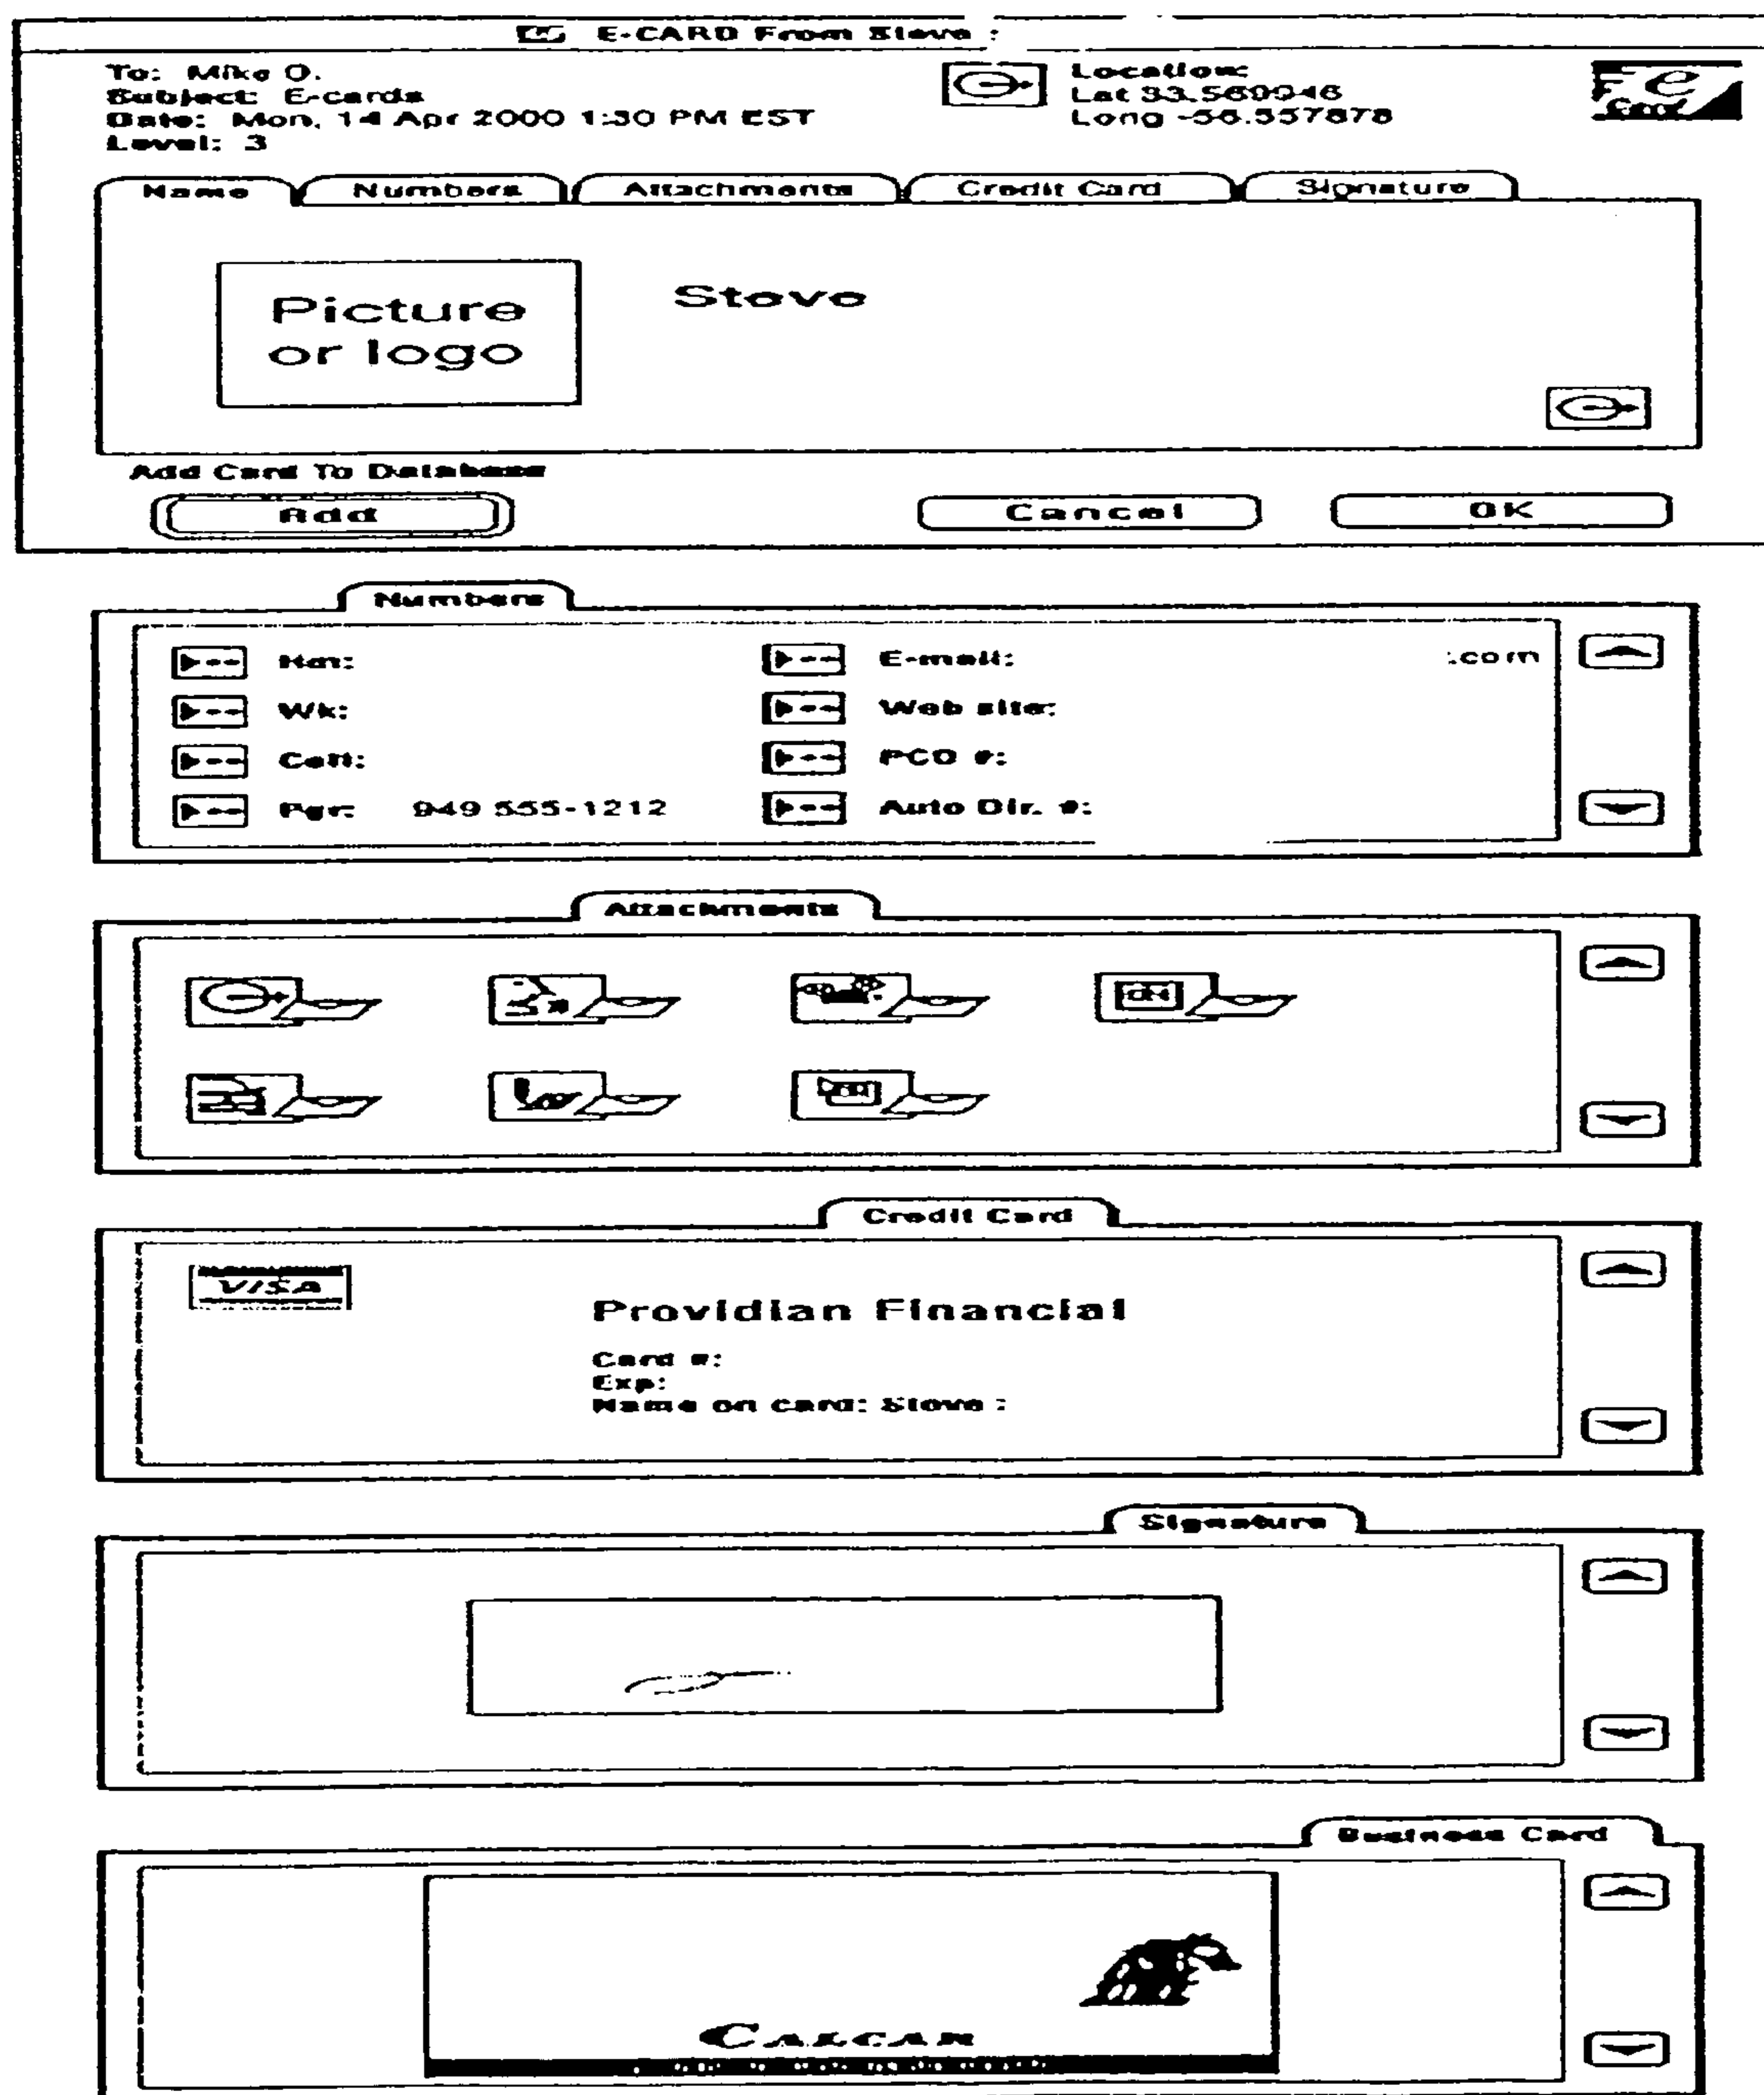 E-CARD From Steve :
To: Mike O.
Subject: E-cards
Date: Mon, 14 Apr 2000 1:30 PM EST
Level: 3
Location:
Lat 33.560046
Long -56.557878
e
Card
Name
Numbers
Attachments
Credit Card
Signature
Picture
or logo
Steve
Add Card To Database
Add
Cancel
OK
Numbers
Hm:
E-mail: :com
Wk:
Web site:
Cell:
PCO #:
Pgr: 949 555-1212
Auto Dir. #:
Attachments
Credit Card
VISA
Providian Financial
Card #:
Exp:
Name on card: Steve :
Signature
Business Card